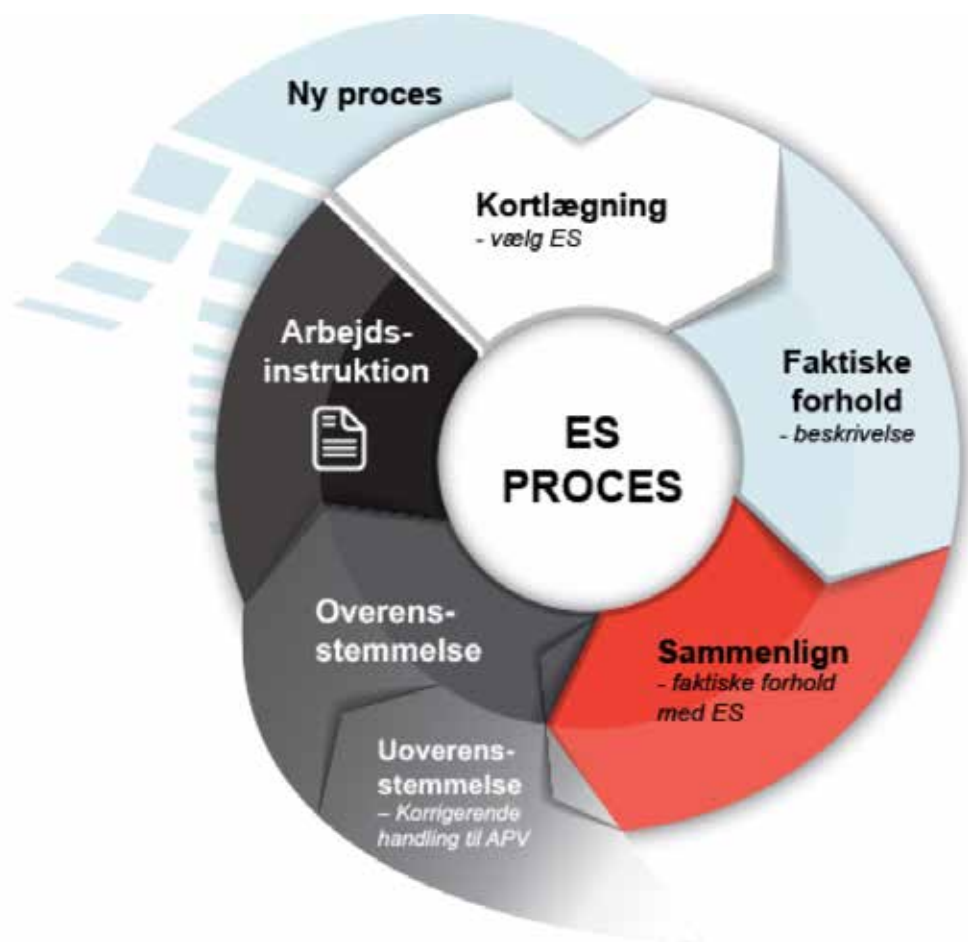 Ny proces
Kortlægning
- vælg ES
Faktiske
forhold
- beskrivelse
ES
PROCES
Sammenlign
- faktiske forhold
med ES
Overens-
stemmelse
Uoverens-
stemmelse
– Korrigerende
handling til APV
Arbejds-
instruktion